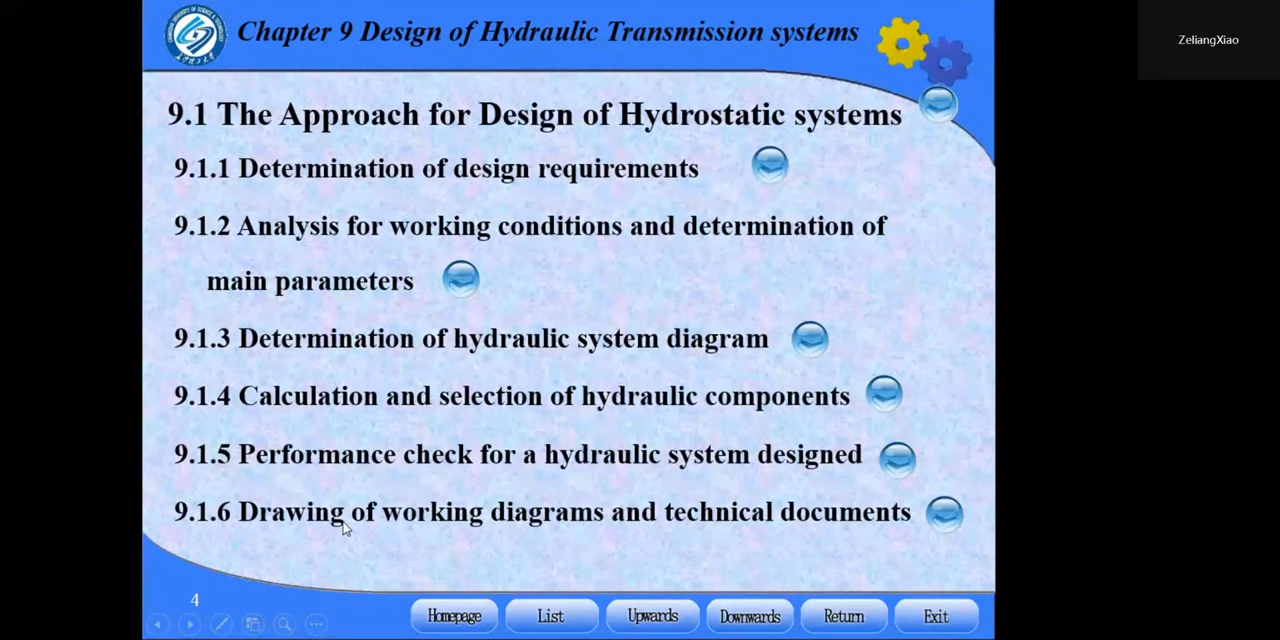 Chapter 9 Design of Hydraulic Transmission systems
ZeliangXiao
9.1 The Approach for Design of Hydrostatic systems
9.1.1 Determination of design requirements
9.1.2 Analysis for working conditions and determination of
main parameters
9.1.3 Determination of hydraulic system diagram
9.1.4 Calculation and selection of hydraulic components
9.1.5 Performance check for a hydraulic system designed
9.1.6 Drawing of working diagrams and technical documents
4
Homepage List Upwards Downwards Return Exit